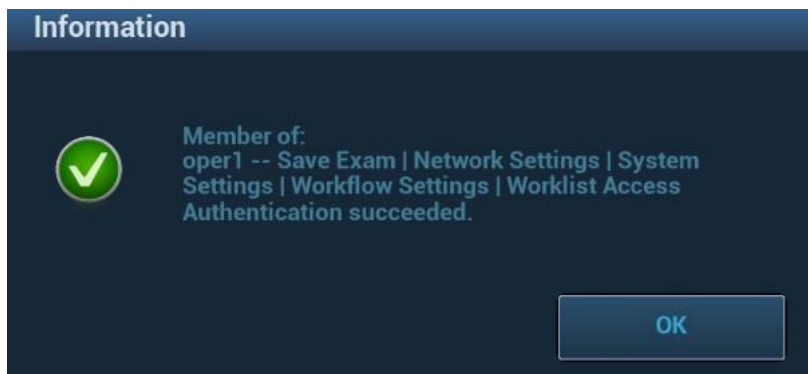 Information
Member of:
oper1 -- Save Exam | Network Settings | System
Settings | Workflow Settings | Worklist Access
Authentication succeeded.
OK